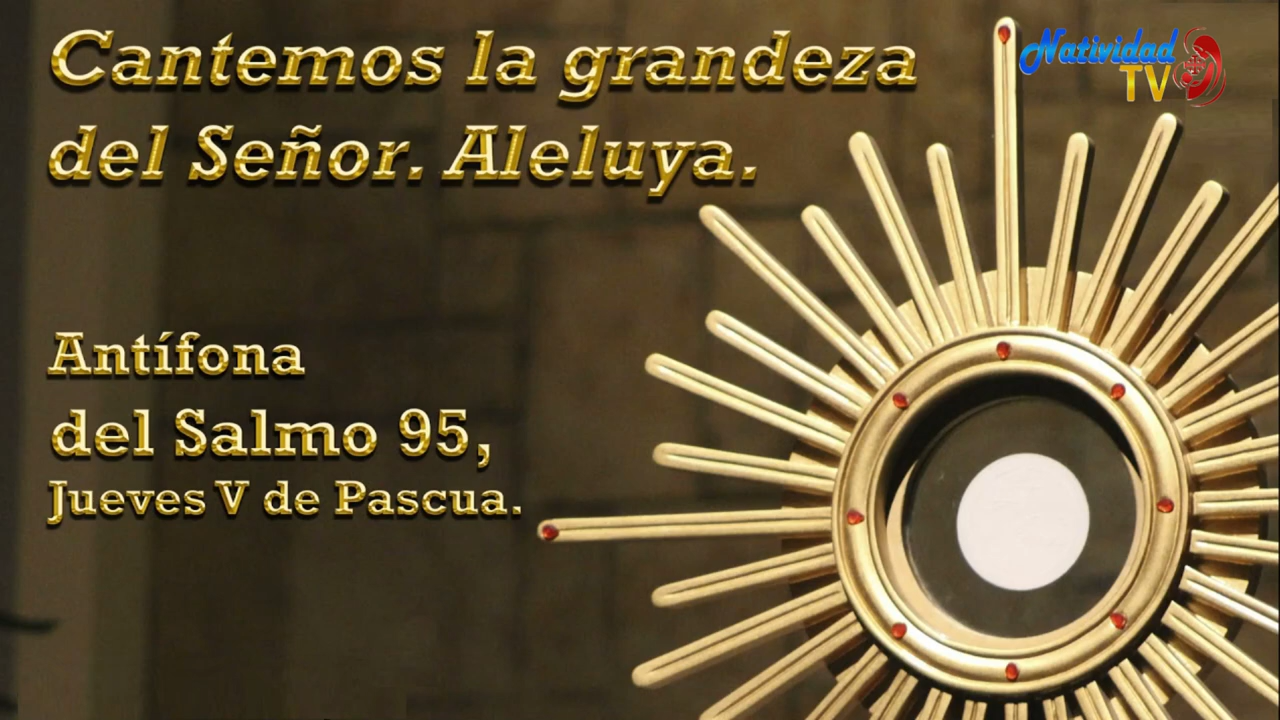 Cantemos la grandeza
del Señor. Aleluya.
Natividad
TV
Antífona
del Salmo 95,
Jueves V de Pascua.